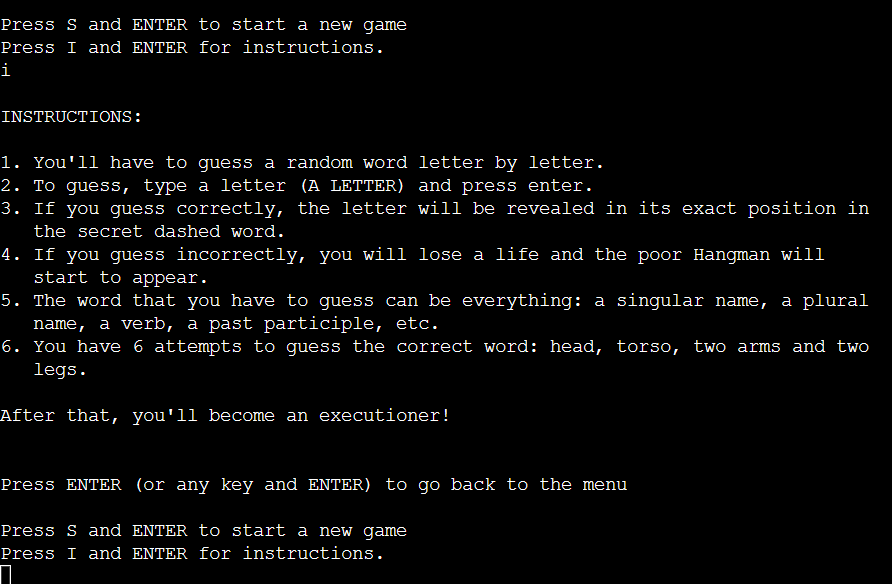 Press S and ENTER to start a new game
Press I and ENTER for instructions.
i
INSTRUCTIONS:
1. You'll have to guess a random word letter by letter.
2. To guess, type a letter (A LETTER) and press enter.
3. If you guess correctly, the letter will be revealed in its exact position in
the secret dashed word.
4. If you guess incorrectly, you will lose a life and the poor Hangman will
start to appear.
5. The word that you have to guess can be everything: a singular name, a plural
name, a verb, a past participle, etc.
6. You have 6 attempts to guess the correct word: head, torso, two arms and two
legs.
After that, you'll become an executioner!
Press ENTER (or any key and ENTER) to go back to the menu
Press S and ENTER to start a new game
Press I and ENTER for instructions.